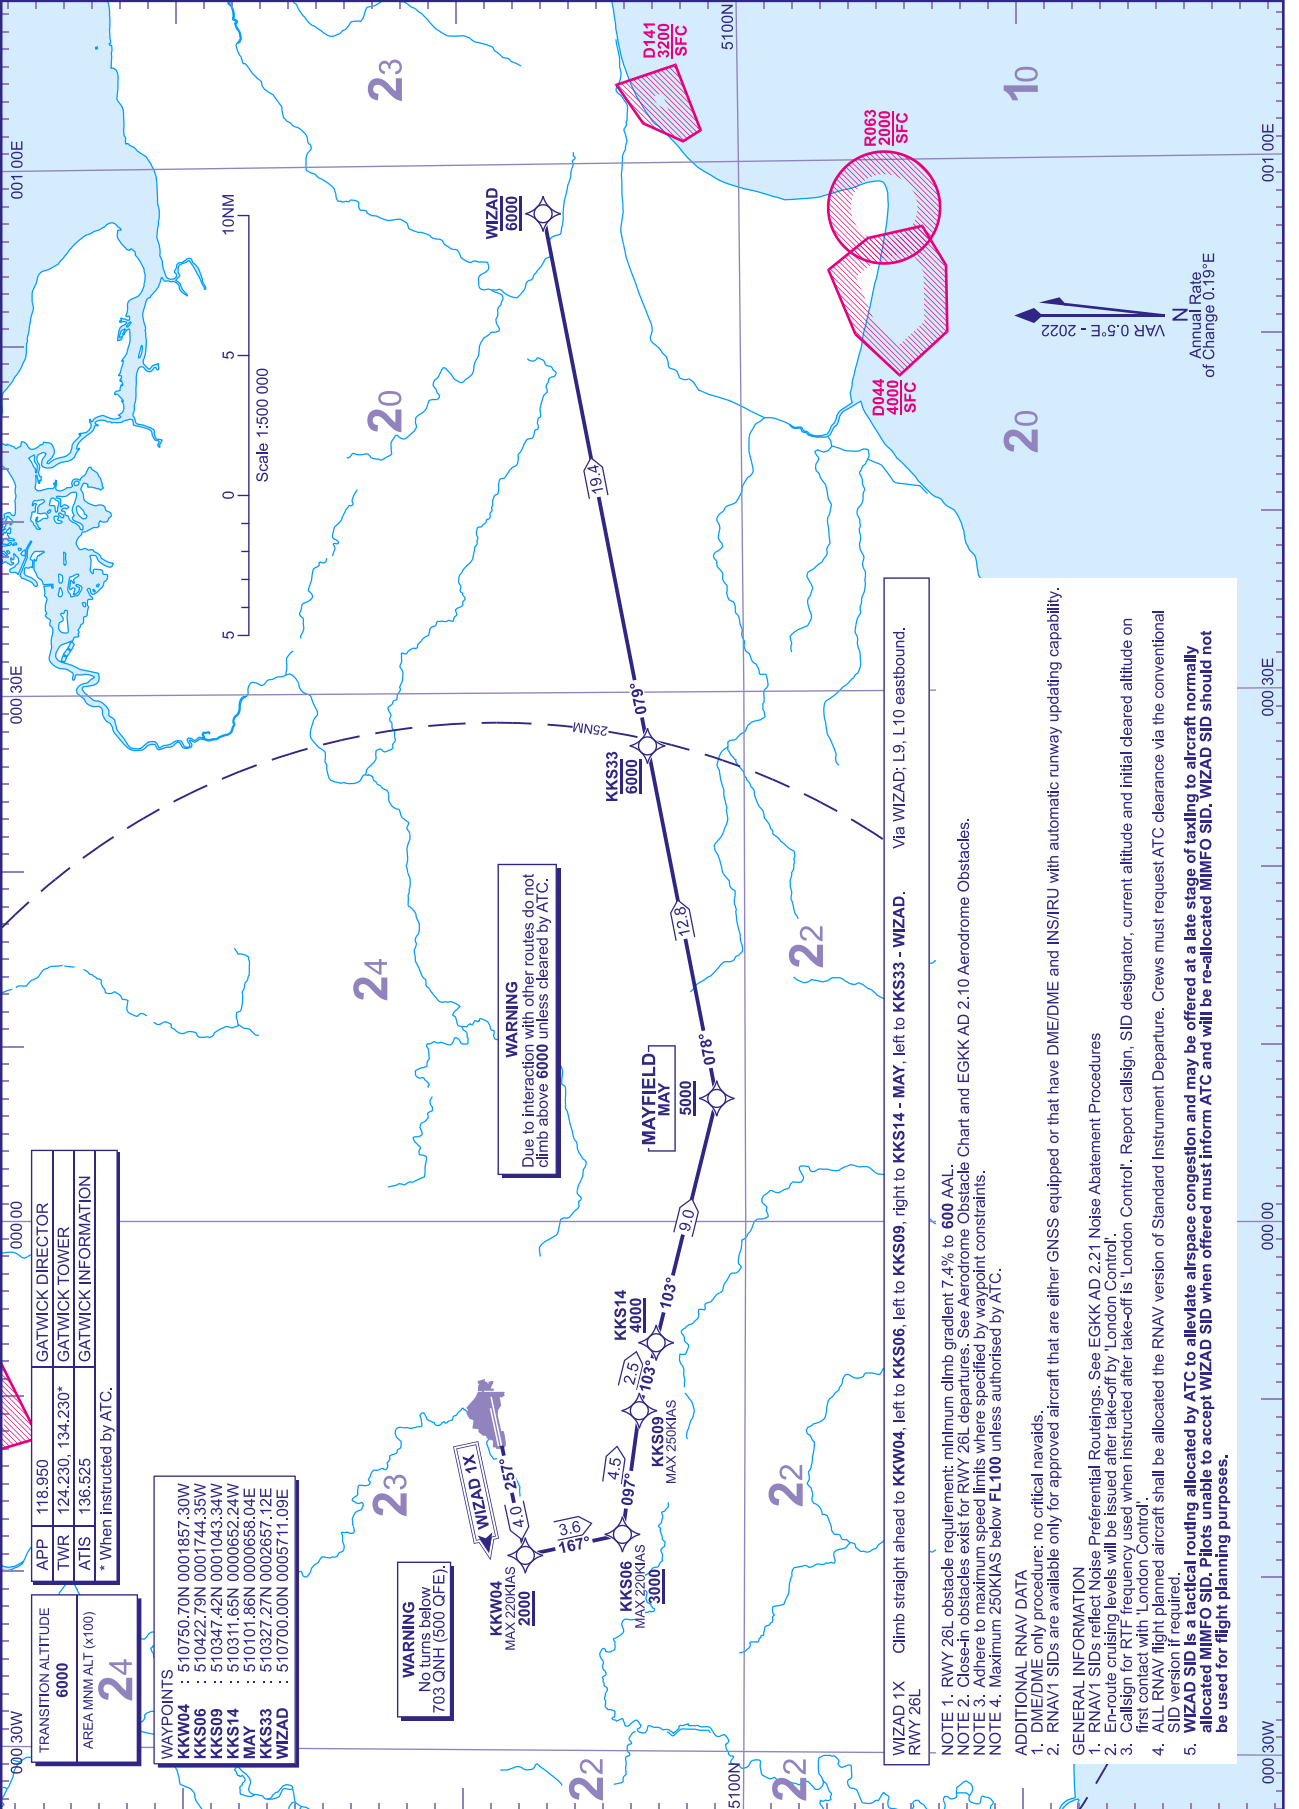 TRANSITION ALTITUDE
6000
AREA MNM ALT (x100)
24
APP 118.950 GATWICK DIRECTOR
TWR 124.230, 134.230* GATWICK TOWER
ATIS 136.525 GATWICK INFORMATION
* When instructed by ATC.
WAYPOINTS
KKW04 : 510750.70N 0001857.30W
KKS06 : 510422.79N 0001744.35W
KKS09 : 510347.42N 0001043.34W
KKS14 : 510311.65N 0000652.24W
MAY : 510101.86N 0000658.04E
KKS33 : 510327.27N 0002657.12E
WIZAD : 510700.00N 0005711.09E
000 30W
000 00
000 30E
001 00E
5
0
5
10NM
Scale 1:500 000
23
24
20
23
WARNING
No turns below
703 QNH (500 QFE).
WIZAD 1X
4.0
257°
KKW04
MAX 220KIAS
2000
3.6
167°
KKS06
MAX 220KIAS
3000
4.5
097°
KKS09
MAX 250KIAS
2.5
103°
KKS14
4000
103°
9.0
MAYFIELD
MAY
5000
078°
12.8
KKS33
6000
079°
25NM
19.4
WIZAD
6000
WARNING
Due to interaction with other routes do not
climb above 6000 unless cleared by ATC.
D141
3200
SFC
5100N
5100N
22
22
22
22
20
10
R063
2000
SFC
D044
4000
SFC
VAR 0.5°E - 2022
N
Annual Rate
of Change 0.19°E
WIZAD 1X Climb straight ahead to KKW04, left to KKS06, left to KKS09, right to KKS14 - MAY, left to KKS33 - WIZAD. Via WIZAD; L9, L10 eastbound.
RWY 26L
NOTE 1. RWY 26L obstacle requirement: minimum climb gradient 7.4% to 600 AAL.
NOTE 2. Close-in obstacles exist for RWY 26L departures. See Aerodrome Obstacle Chart and EGKK AD 2.10 Aerodrome Obstacles.
NOTE 3. Adhere to maximum speed limits where specified by waypoint constraints.
NOTE 4. Maximum 250KIAS below FL100 unless authorised by ATC.
ADDITIONAL RNAV DATA
1. DME/DME only procedure: no critical navaids.
2. RNAV1 SIDs are available only for approved aircraft that are either GNSS equipped or that have DME/DME and INS/IRU with automatic runway updating capability.
GENERAL INFORMATION
1. RNAV1 SIDs reflect Noise Preferential Routeings. See EGKK AD 2.21 Noise Abatement Procedures
2. En-route cruising levels will be issued after take-off by 'London Control'.
3. Callsign for RTF frequency used when instructed after take-off is 'London Control'. Report callsign, SID designator, current altitude and initial cleared altitude on
first contact with 'London Control'.
4. ALL RNAV flight planned aircraft shall be allocated the RNAV version of Standard Instrument Departure. Crews must request ATC clearance via the conventional
SID version if required.
5. WIZAD SID is a tactical routing allocated by ATC to alleviate airspace congestion and may be offered at a late stage of taxiing to aircraft normally
allocated MIMFO SID. Pilots unable to accept WIZAD SID when offered must inform ATC and will be re-allocated MIMFO SID. WIZAD SID should not
be used for flight planning purposes.
000 30W
000 00
000 30E
001 00E